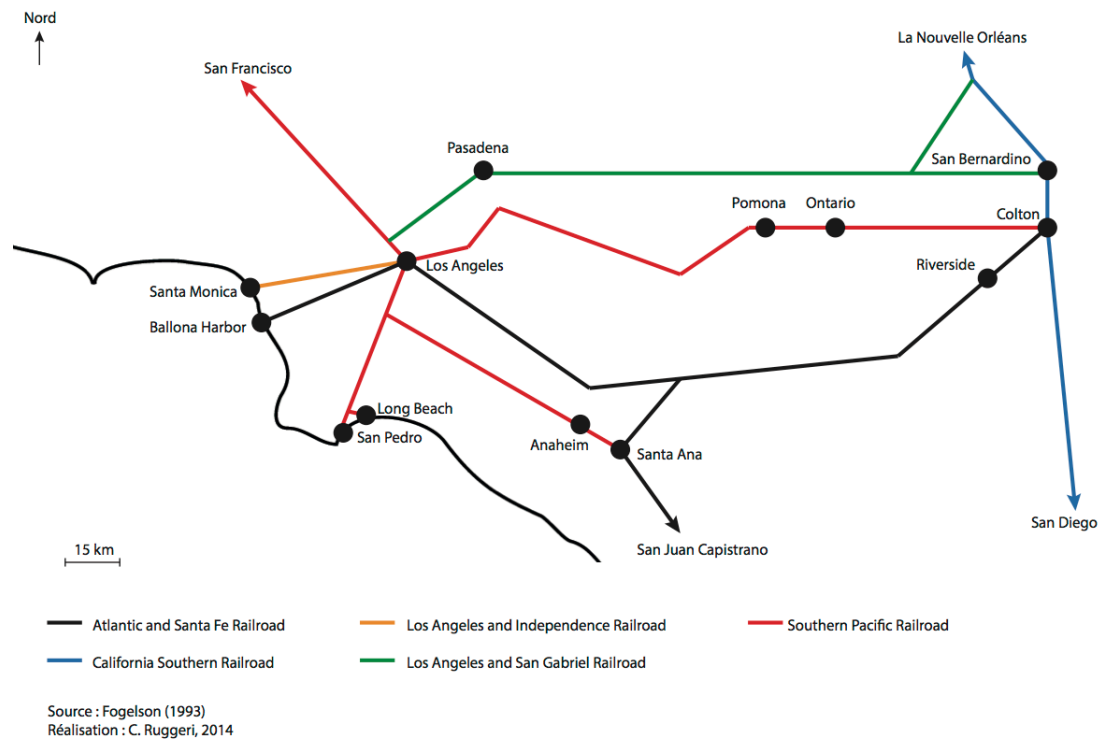 Nord
La Nouvelle Orléans
San Francisco
Pasadena
San Bernardino
Pomona
Ontario
Colton
Los Angeles
Riverside
Santa Monica
Ballona Harbor
Long Beach
San Pedro
Anaheim
Santa Ana
San Diego
San Juan Capistrano
15 km
Atlantic and Santa Fe Railroad
Los Angeles and Independence Railroad
Southern Pacific Railroad
California Southern Railroad
Los Angeles and San Gabriel Railroad
Source : Fogelson (1993)
Réalisation : C. Ruggeri, 2014